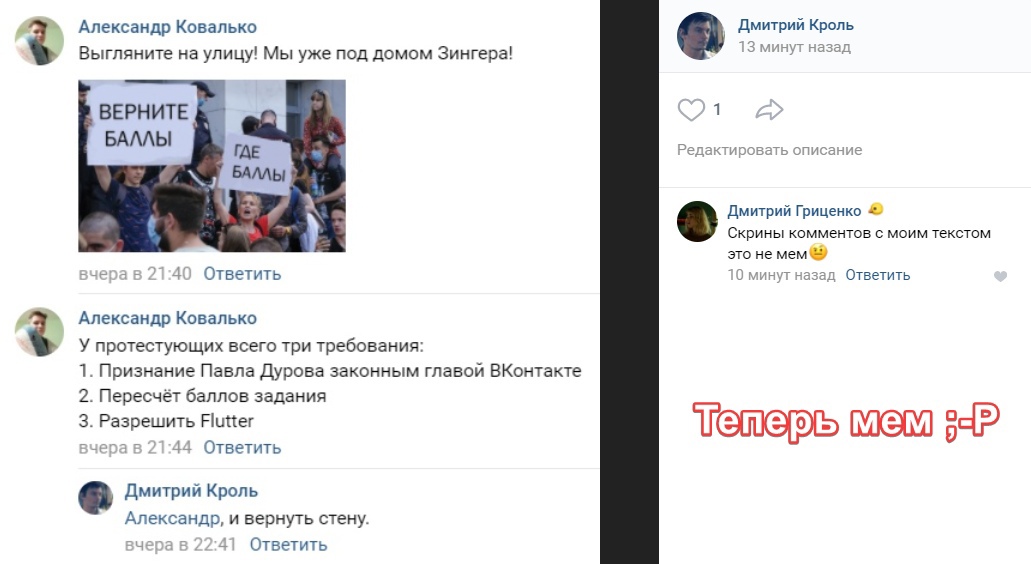 Александр Ковалько
Выгляните на улицу! Мы уже под домом Зингера!
ВЕРНИТЕ
БАЛЛЫ
ГДЕ
БАЛЛЫ
вчера в 21:40 Ответить
Александр Ковалько
У протестующих всего три требования:
1. Признание Павла Дурова законным главой ВКонтакте
2. Пересчёт баллов задания
3. Разрешить Flutter
вчера в 21:44 Ответить
Дмитрий Кроль
Александр, и вернуть стену.
вчера в 22:41 Ответить
Дмитрий Кроль
13 минут назад
1
Редактировать описание
Дмитрий Гриценко
Скрины комментов с моим текстом
это не мем🤨
10 минут назад Ответить
Теперь мем ;-P